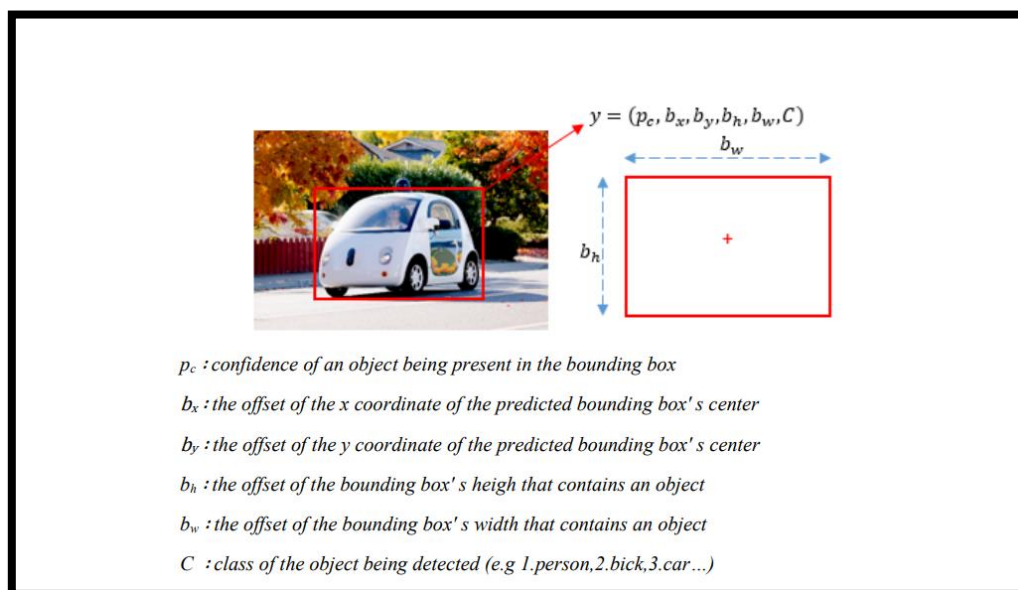 y = (p_c, b_x, b_y, b_h, b_w, C)
b_w
b_h
p_c : confidence of an object being present in the bounding box
b_x : the offset of the x coordinate of the predicted bounding box' s center
b_y : the offset of the y coordinate of the predicted bounding box's center
b_h : the offset of the bounding box' s heigh that contains an object
b_w : the offset of the bounding box' s width that contains an object
C : class of the object being detected (e.g 1.person,2.bick,3.car…)